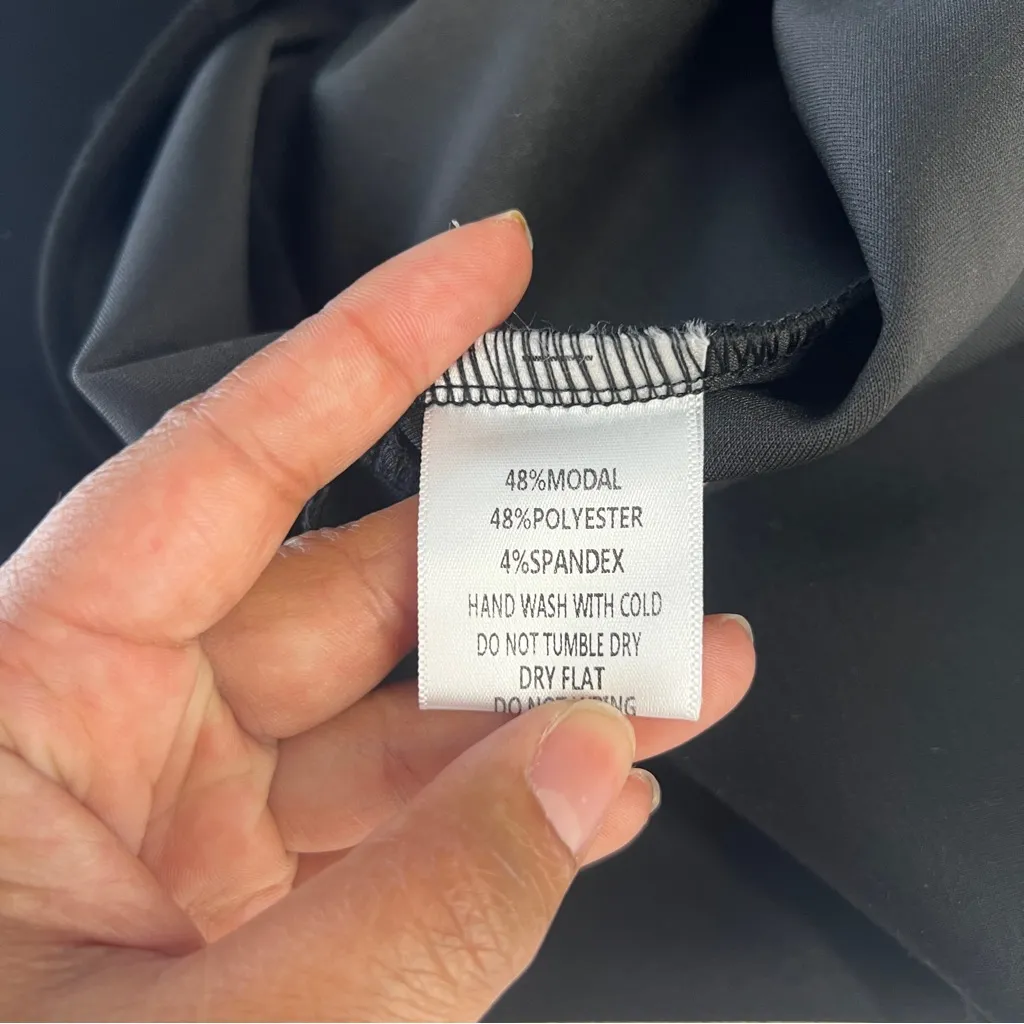 48%MODAL
48%POLYESTER
4%SPANDEX
HAND WASH WITH COLD
DO NOT TUMBLE DRY
DRY FLAT
DO NOT